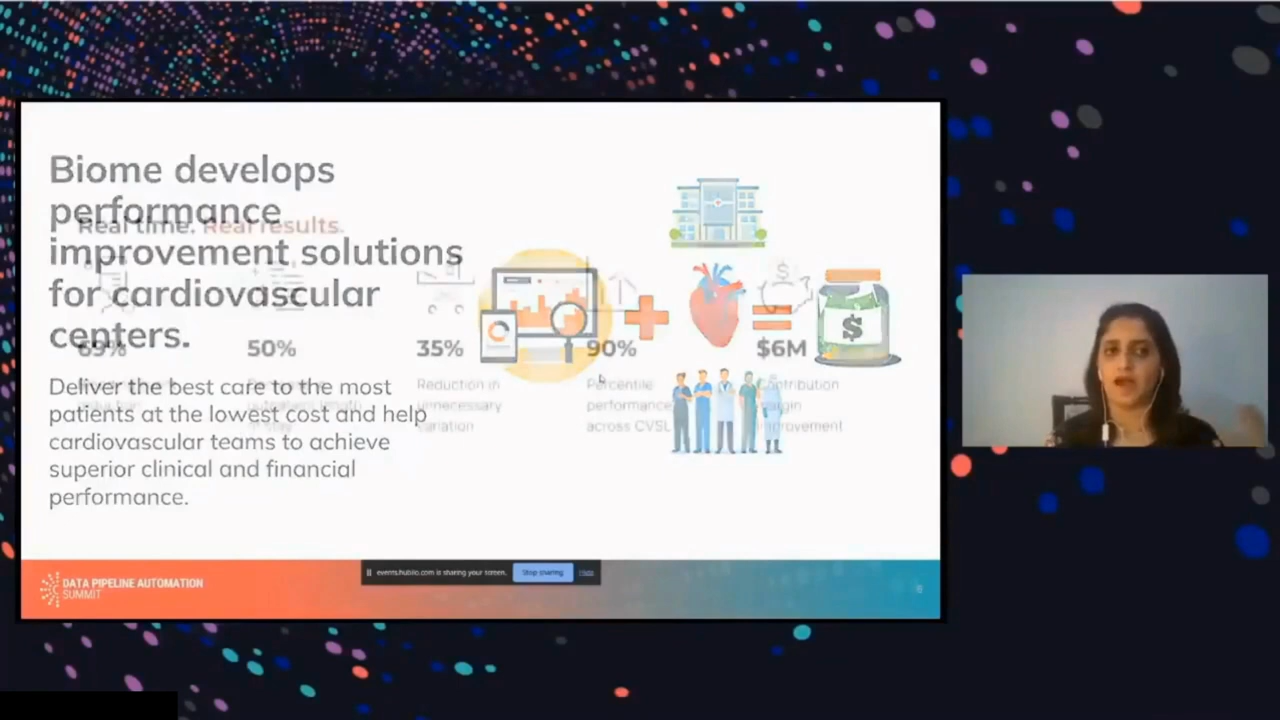 Biome develops
performance
improvement solutions
for cardiovascular
centers.
Deliver the best care to the most
patients at the lowest cost and help
cardiovascular teams to achieve
superior clinical and financial
performance.
Real time. Real results.
69%
50%
35%
Reduction in
unnecessary
variation
90%
Percentile
performance
across CVSL
$6M
Contribution
margin
improvement
$
$
DATA PIPELINE AUTOMATION
SUMMIT
events.hubilo.com is sharing your screen.
Stop sharing
Hide
8